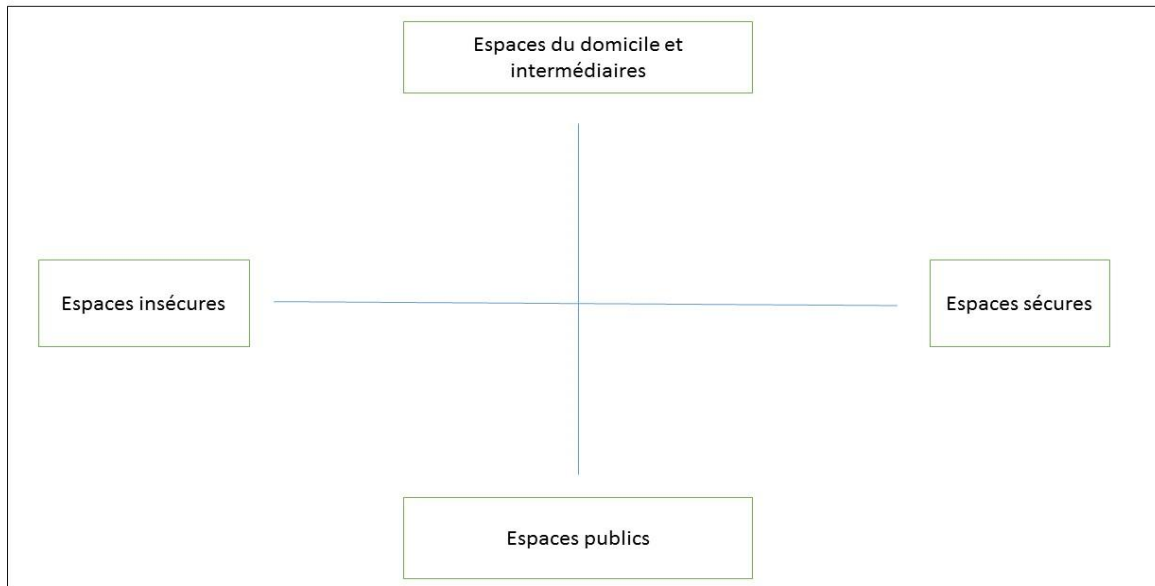 Espaces du domicile et
intermédiaires
Espaces insécures
Espaces sécures
Espaces publics